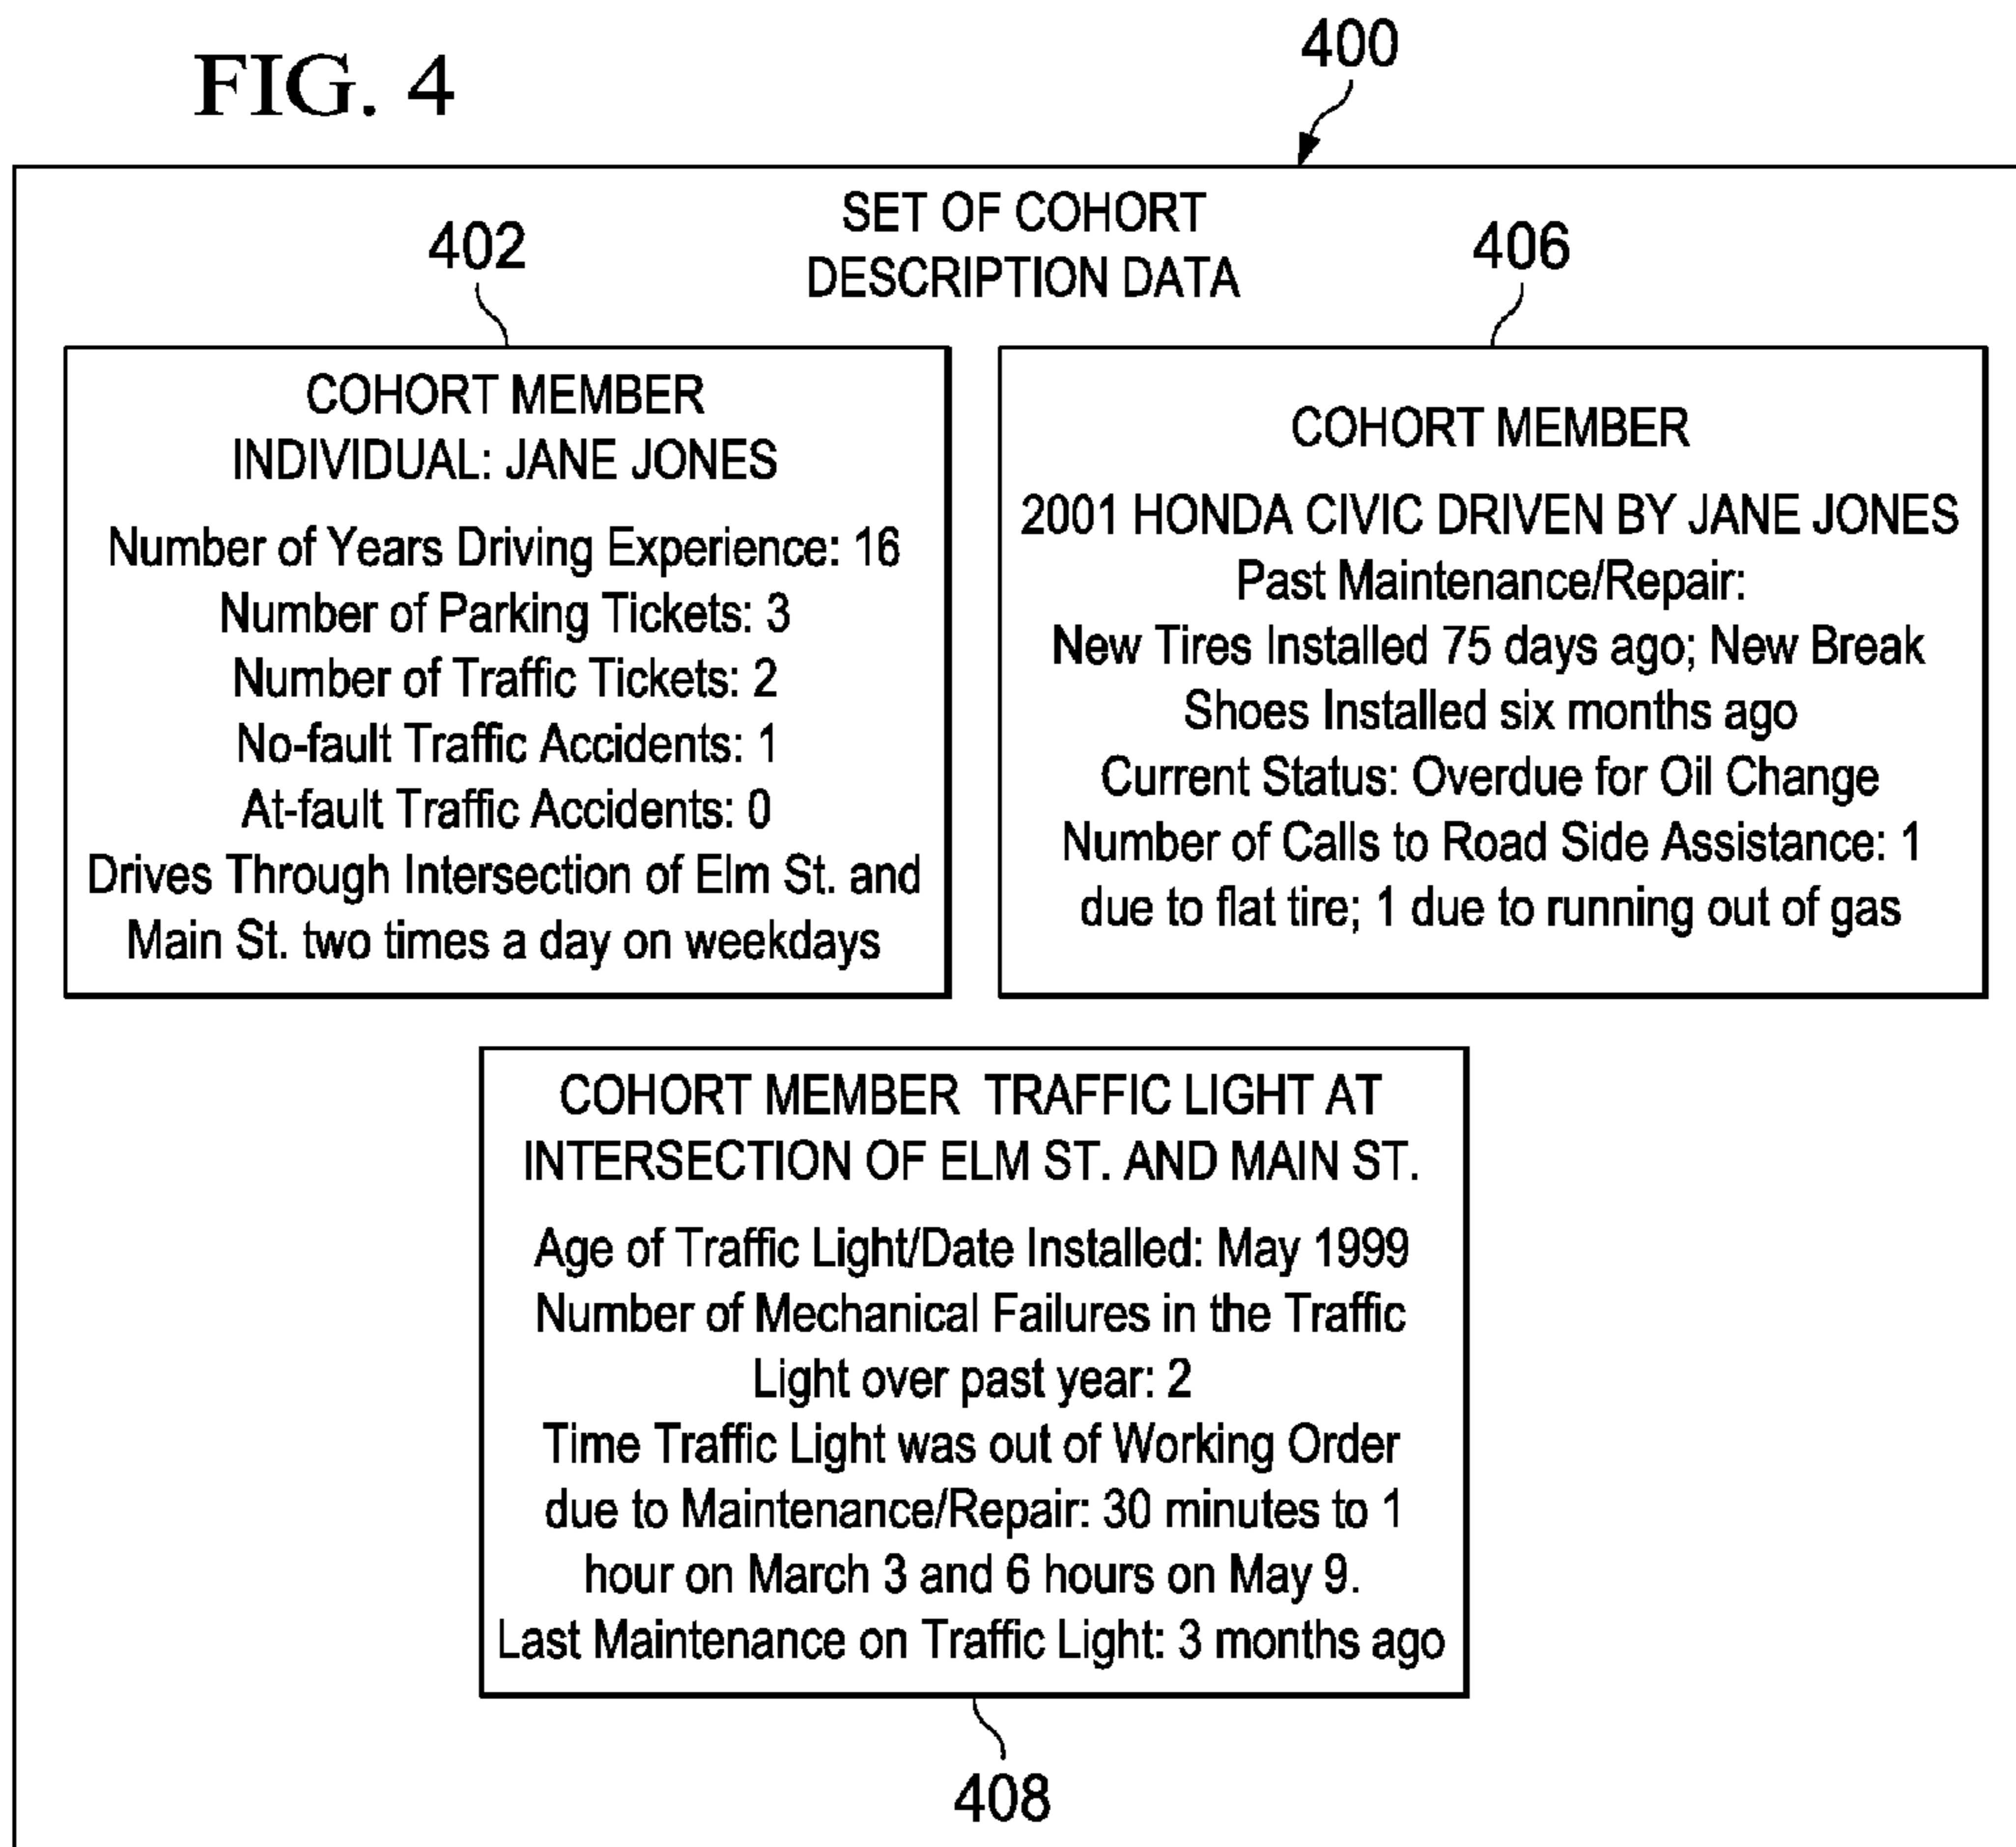 FIG. 4
400
SET OF COHORT
DESCRIPTION DATA
402
406
COHORT MEMBER
INDIVIDUAL: JANE JONES
Number of Years Driving Experience: 16
Number of Parking Tickets: 3
Number of Traffic Tickets: 2
No-fault Traffic Accidents: 1
At-fault Traffic Accidents: 0
Drives Through Intersection of Elm St. and
Main St. two times a day on weekdays
COHORT MEMBER
2001 HONDA CIVIC DRIVEN BY JANE JONES
Past Maintenance/Repair:
New Tires Installed 75 days ago; New Break
Shoes Installed six months ago
Current Status: Overdue for Oil Change
Number of Calls to Road Side Assistance: 1
due to flat tire; 1 due to running out of gas
COHORT MEMBER TRAFFIC LIGHT AT
INTERSECTION OF ELM ST. AND MAIN ST.
Age of Traffic Light/Date Installed: May 1999
Number of Mechanical Failures in the Traffic
Light over past year: 2
Time Traffic Light was out of Working Order
due to Maintenance/Repair: 30 minutes to 1
hour on March 3 and 6 hours on May 9.
Last Maintenance on Traffic Light: 3 months ago
408